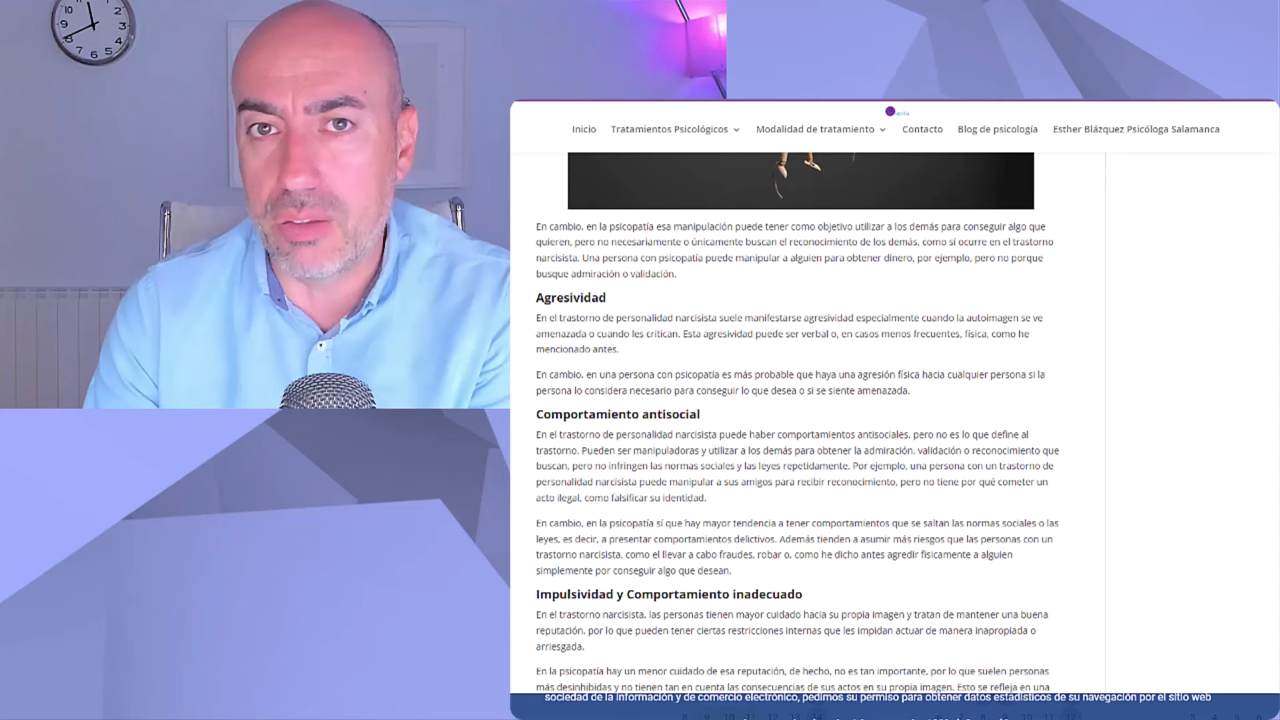 10 12 2
9 3
8
7 6 5
Inicio Tratamientos Psicológicos Modalidad de tratamiento Contacto Blog de psicología Esther Blázquez Psicóloga Salamanca
En cambio, en la psicopatía esa manipulación puede tener como objetivo utilizar a los demás para conseguir algo que
quieren, pero no necesariamente o únicamente buscan el reconocimiento de los demás, como sí ocurre en el trastorno
narcisista. Una persona con psicopatía puede manipular a alguien para obtener dinero, por ejemplo, pero no porque
busque admiración o validación.
Agresividad
En el trastorno de personalidad narcisista suele manifestarse agresividad especialmente cuando la autoimagen se ve
amenazada o cuando les critican. Esta agresividad puede ser verbal o, en casos menos frecuentes, física, como he
mencionado antes.
En cambio, en una persona con psicopatía es más probable que haya una agresión física hacia cualquier persona si la
persona lo considera necesario para conseguir lo que desea o si se siente amenazada.
Comportamiento antisocial
En el trastorno de personalidad narcisista puede haber comportamientos antisociales, pero no es lo que define al
trastorno. Pueden ser manipuladoras y utilizar a los demás para obtener la admiración, validación o reconocimiento que
buscan, pero no infringen las normas sociales y las leyes repetidamente. Por ejemplo, una persona con un trastorno de
personalidad narcisista puede manipular a sus amigos para recibir reconocimiento, pero no tiene por qué cometer un
acto ilegal, como falsificar su identidad.
En cambio, en la psicopatía sí que hay mayor tendencia a tener comportamientos que se saltan las normas sociales o las
leyes, es decir, a presentar comportamientos delictivos. Además tienden a asumir más riesgos que las personas con un
trastorno narcisista, como el llevar a cabo fraudes, robar o, como he dicho antes agredir físicamente a alguien
simplemente por conseguir algo que desean.
Impulsividad y Comportamiento inadecuado
En el trastorno narcisista, las personas tienen mayor cuidado hacia su propia imagen y tratan de mantener una buena
reputación, por lo que pueden tener ciertas restricciones internas que les impidan actuar de manera inapropiada o
arriesgada.
En la psicopatía hay un menor cuidado de esa reputación, de hecho, no es tan importante, por lo que suelen personas
más desinhibidas y no tienen tan en cuenta las consecuencias de sus actos en su propia imagen. Esto se refleja en una
sociedad de la información y de comercio electrónico, pedimos su permiso para obtener datos estadísticos de su navegación por el sitio web